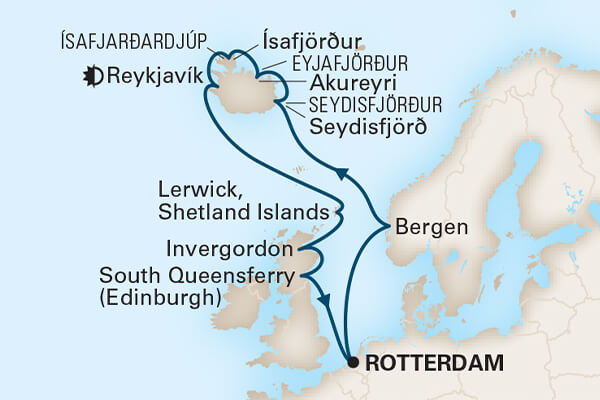 ÍSAFJARÐARDJÚP
Ísafjörður
EYJAFJÖRÐUR
Reykjavík
Akureyri
SEYDISFJÖRÐUR
Seydisfjörð
Lerwick,
Shetland Islands
Bergen
Invergordon
South Queensferry
(Edinburgh)
ROTTERDAM